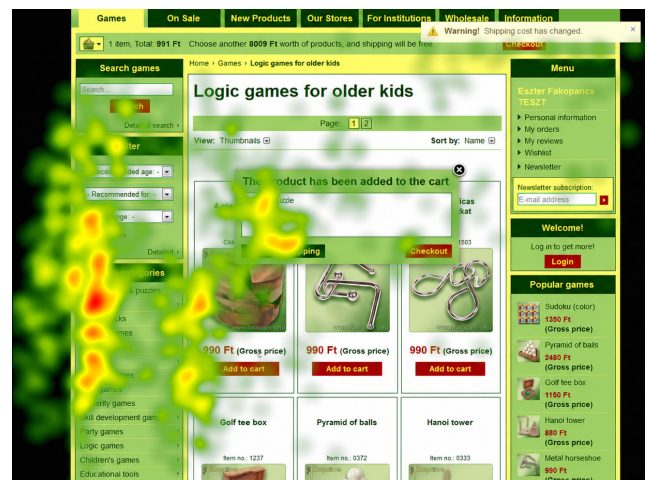 Games
On Sale
New Products
Our Stores
For Institutions
Wholesale
Information
Warning! Shipping cost has changed.
×
1 item, Total: 991 Ft Choose another 8009 Ft worth of products, and shipping will be free.
Checkout
Search games
Search...
Detailed search
Home › Games › Logic games for older kids
Logic games for older kids
Page: 1 2
View: Thumbnails
Sort by: Name
Recommended for: -
Detailed
The product has been added to the cart
Checkout
990 Ft (Gross price)
Add to cart
990 Ft (Gross price)
Add to cart
990 Ft (Gross price)
Add to cart
Skill development games
Party games
Logic games
Children's games
Educational tools
Golf tee box
Item no.: 1237
Pyramid of balls
Item no.: 0372
Hanoi tower
Item no.: 0333
Menu
Eszter Fakopancs
TESZT
Personal information
My orders
My reviews
Wishlist
Newsletter
Newsletter subscription:
E-mail address
Welcome!
Log in to get more!
Login
Popular games
Sudoku (color)
1350 Ft
(Gross price)
Pyramid of balls
2480 Ft
(Gross price)
Golf tee box
1150 Ft
(Gross price)
Hanoi tower
880 Ft
(Gross price)
Metal horseshoe
990 Ft
(Gross price)